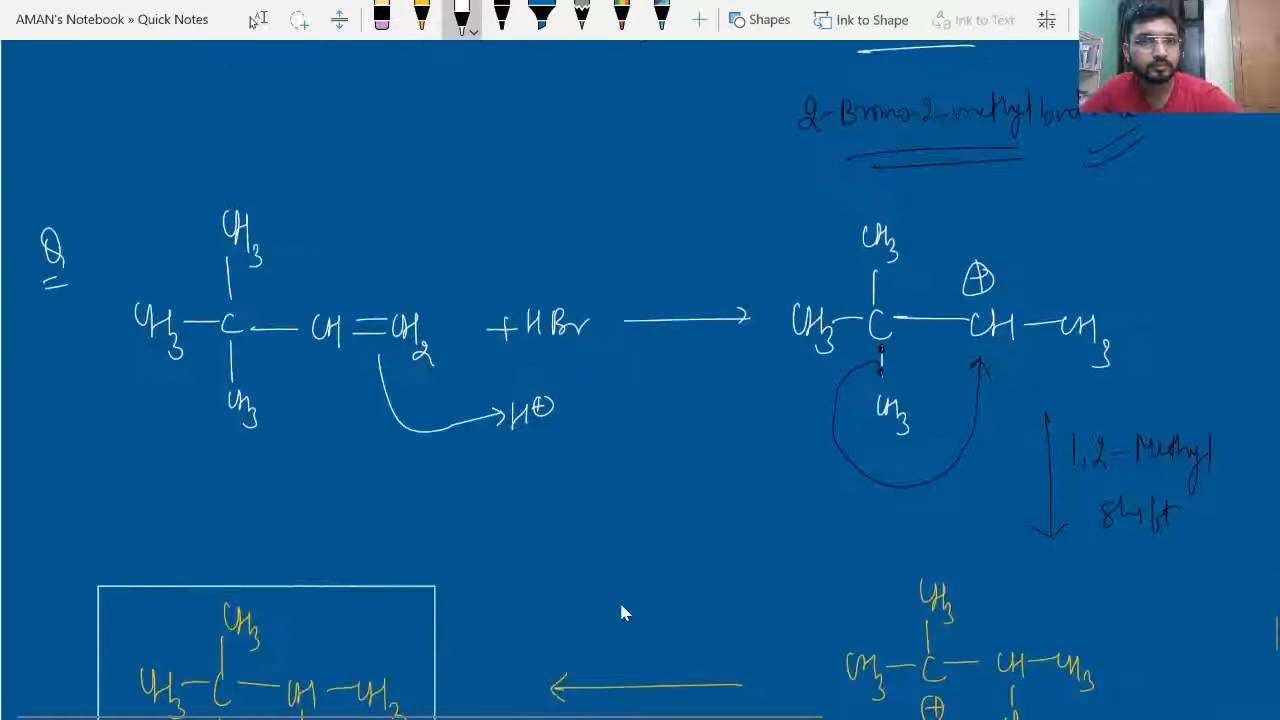 AMAN's Notebook » Quick Notes
Shapes
Ink to Shape
Ink to Text
2-Bromo-2-methyl
Q
CH3
CH3-C-CH=CH2 + HBr
CH3
H⊕
CH3
⊕
CH3-C-CH-CH3
CH3
1,2-Methyl
shift
CH3
CH3-C-CH-CH3
CH3
CH3-C-CH-CH3
⊕